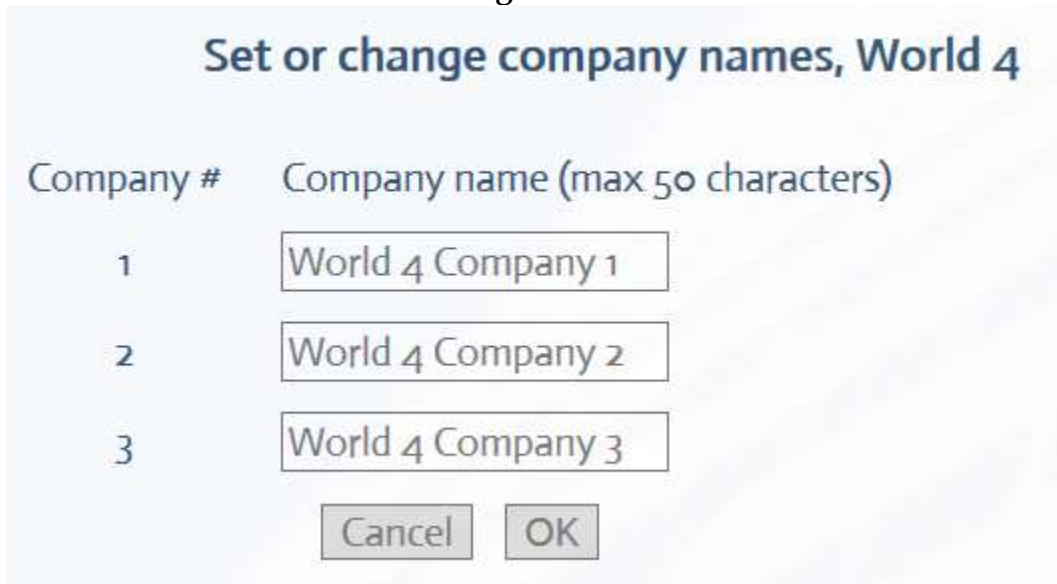 Set or change company names, World 4
Company # Company name (max 50 characters)
1 World 4 Company 1
2 World 4 Company 2
3 World 4 Company 3
Cancel OK